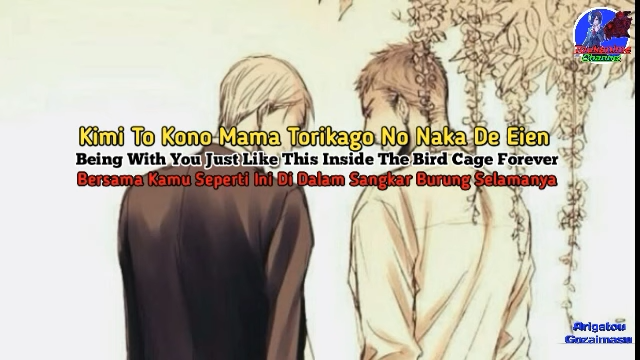 Kimi To Kono Mama Torikago No Naka De Eien
Being With You Just Like This Inside The Bird Cage Forever
Bersama Kamu Seperti Ini Di Dalam Sangkar Burung Selamanya
Channel
Arigatou
Gozaimasu